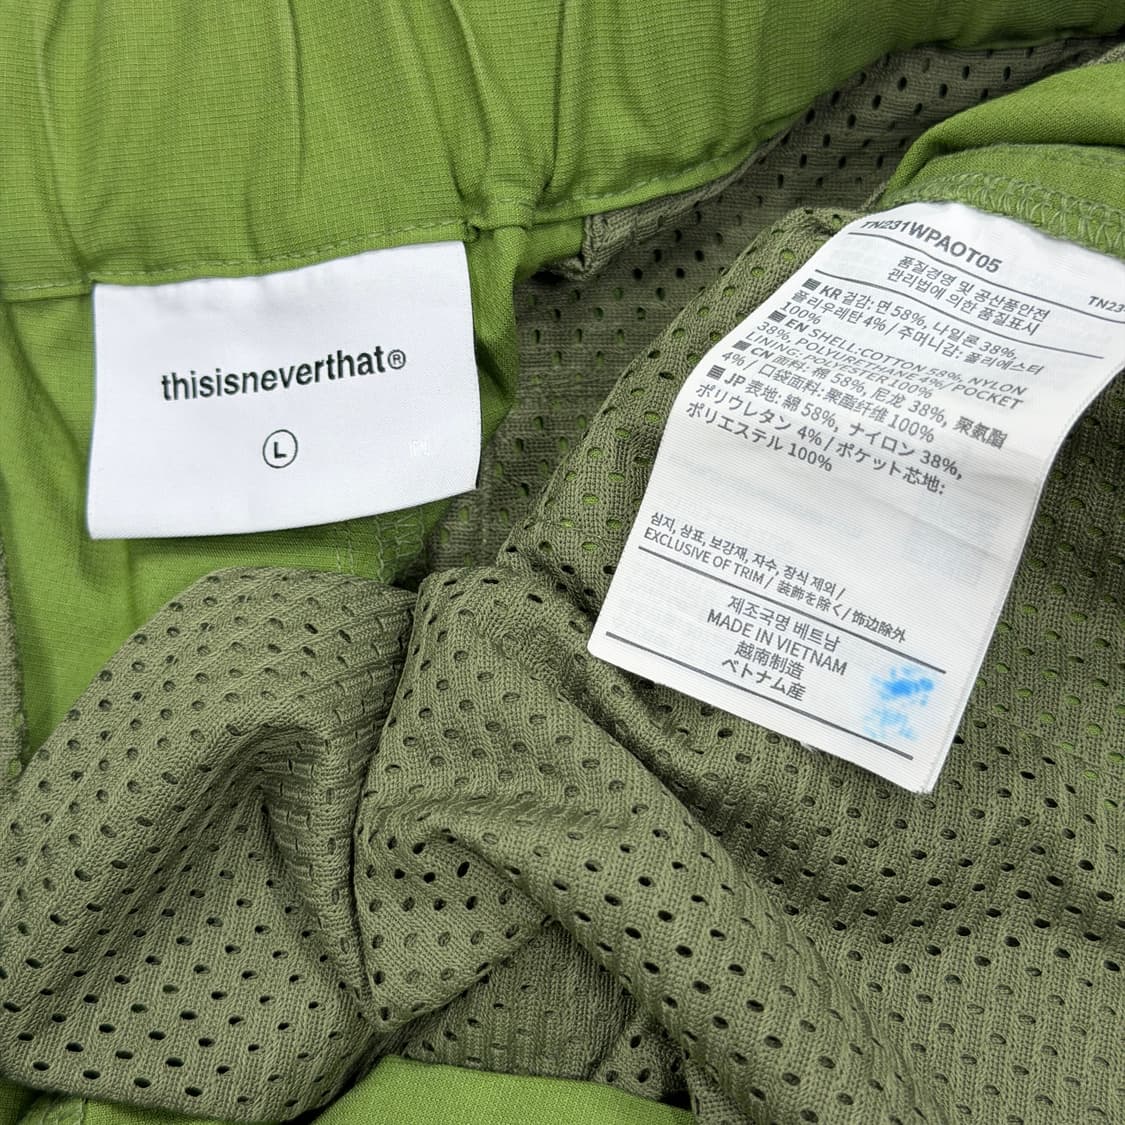 thisisneverthat®
L
TN231WPAOT05
품질경영 및 공산품안전
관리법에 의한 품질표시
■ KR 겉감: 면 58%, 나일론 38%,
폴리우레탄 4% / 주머니감: 폴리에스터
100%
■ EN SHELL:COTTON 58%, NYLON
38%, POLYURETHANE 4% / POCKET
LINING: POLYESTER 100%
■ CN 面料: 棉 58%, 尼龙 38%, 聚氨酯
4% / 口袋面料: 聚酯纤维 100%
■ JP 表地: 綿 58%, ナイロン 38%,
ポリウレタン 4% / ポケット芯地:
ポリエステル 100%
심지, 상표, 보강재, 자수, 장식 제외 /
EXCLUSIVE OF TRIM / 装飾を除く / 饰边除外
제조국명 베트남
MADE IN VIETNAM
越南制造
ベトナム産
TN23